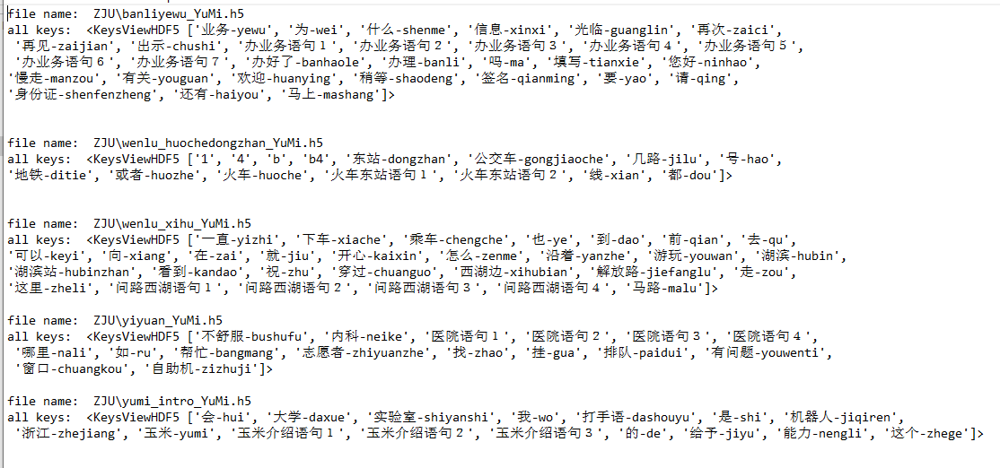 file name:  ZJU\banliyewu_YuMi.h5
all keys:  <KeysViewHDF5 ['业务-yewu', '为-wei', '什么-shenme', '信息-xinxi', '光临-guanglin', '再次-zaici',
'再见-zaijian', '出示-chushi', '办业务语句１', '办业务语句２', '办业务语句３', '办业务语句４', '办业务语句５',
'办业务语句６', '办业务语句７', '办好了-banhaole', '办理-banli', '吗-ma', '填写-tianxie', '您好-ninhao',
'慢走-manzou', '有关-youguan', '欢迎-huanying', '稍等-shaodeng', '签名-qianming', '要-yao', '请-qing',
'身份证-shenfenzheng', '还有-haiyou', '马上-mashang']>
file name:  ZJU\wenlu_huochedongzhan_YuMi.h5
all keys:  <KeysViewHDF5 ['1', '4', 'b', 'b4', '东站-dongzhan', '公交车-gongjiaoche', '几路-jilu', '号-hao',
'地铁-ditie', '或者-huozhe', '火车-huoche', '火车东站语句１', '火车东站语句２', '线-xian', '都-dou']>
file name:  ZJU\wenlu_xihu_YuMi.h5
all keys:  <KeysViewHDF5 ['一直-yizhi', '下车-xiache', '乘车-chengche', '也-ye', '到-dao', '前-qian', '去-qu',
'可以-keyi', '向-xiang', '在-zai', '就-jiu', '开心-kaixin', '怎么-zenme', '沿着-yanzhe', '游玩-youwan', '湖滨-hubin',
'湖滨站-hubinzhan', '看到-kandao', '祝-zhu', '穿过-chuanguo', '西湖边-xihubian', '解放路-jiefanglu', '走-zou',
'这里-zheli', '问路西湖语句１', '问路西湖语句２', '问路西湖语句３', '问路西湖语句４', '马路-malu']>
file name:  ZJU\yiyuan_YuMi.h5
all keys:  <KeysViewHDF5 ['不舒服-bushufu', '内科-neike', '医院语句１', '医院语句２', '医院语句３', '医院语句４',
'哪里-nali', '如-ru', '帮忙-bangmang', '志愿者-zhiyuanzhe', '找-zhao', '挂-gua', '排队-paidui', '有问题-youwenti',
'窗口-chuangkou', '自助机-zizhuji']>
file name:  ZJU\yumi_intro_YuMi.h5
all keys:  <KeysViewHDF5 ['会-hui', '大学-daxue', '实验室-shiyanshi', '我-wo', '打手语-dashouyu', '是-shi', '机器人-jiqiren',
'浙江-zhejiang', '玉米-yumi', '玉米介绍语句１', '玉米介绍语句２', '玉米介绍语句３', '的-de', '给予-jiyu', '能力-nengli', '这个-zhege']>